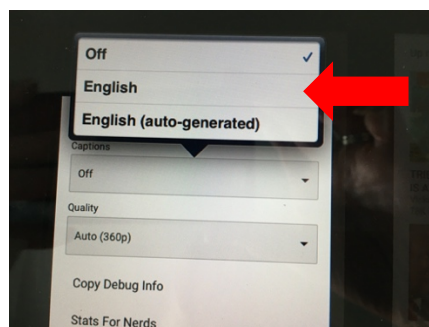 Off
English
English (auto-generated)
Captions
Off
Quality
Auto (360p)
Copy Debug Info
Stats For Nerds